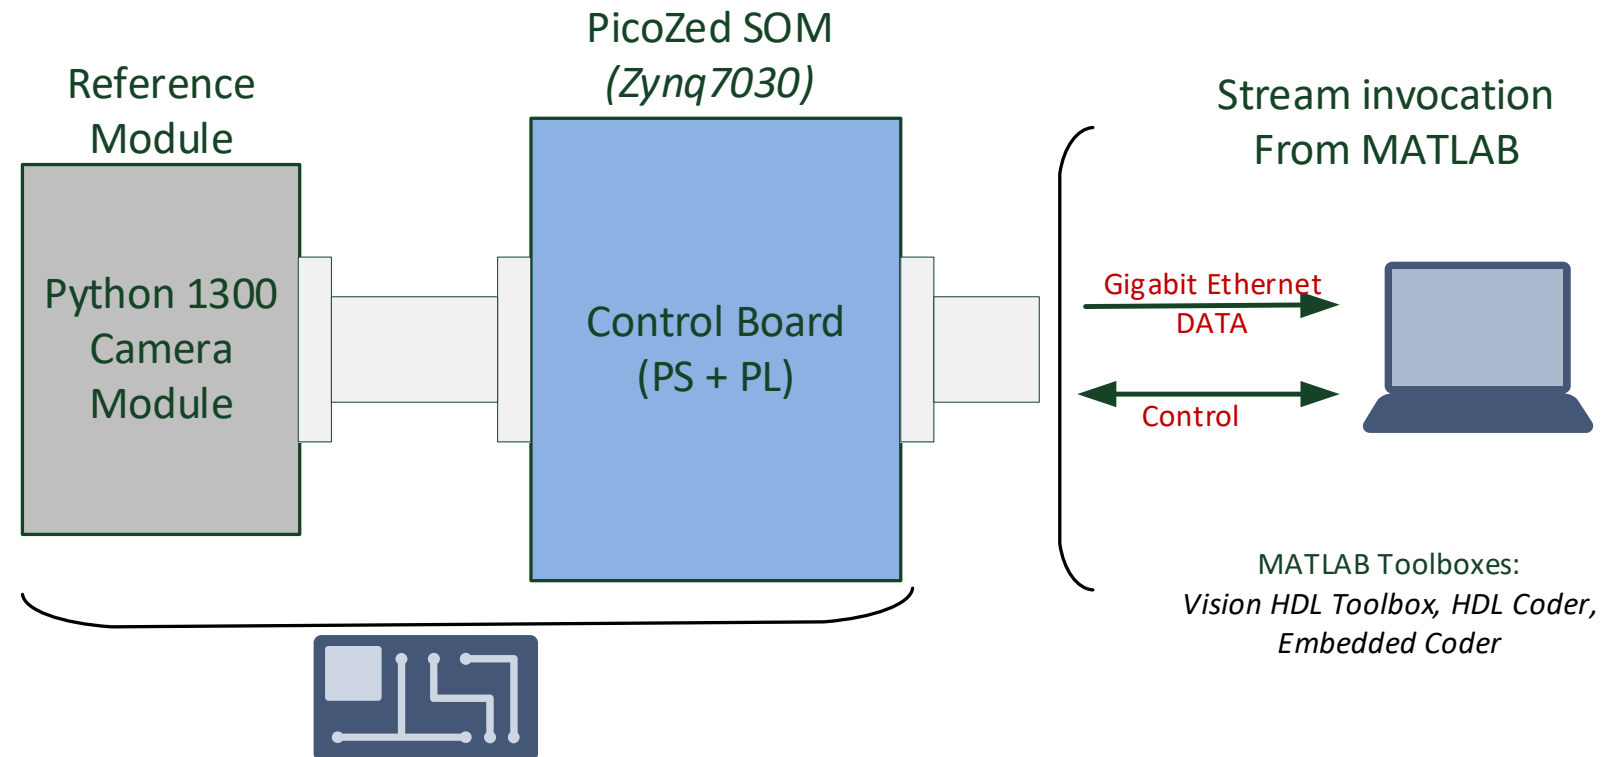 Reference
Module
Python 1300
Camera
Module
PicoZed SOM
(Zynq7030)
Control Board
(PS + PL)
Stream invocation
From MATLAB
Gigabit Ethernet
DATA
Control
MATLAB Toolboxes:
Vision HDL Toolbox, HDL Coder,
Embedded Coder